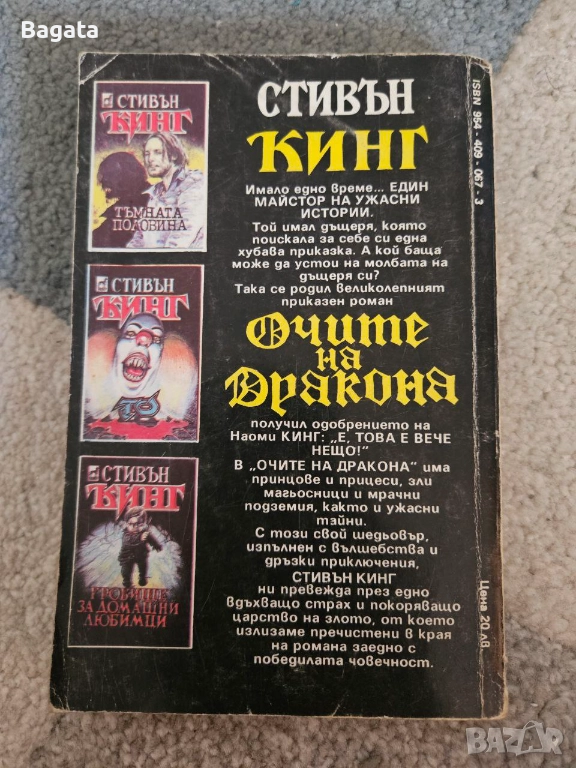 Bagata
СТИВЪН
КИНГ
ТЪМНАТА
ПОЛОВИНА
СТИВЪН
КИНГ
ТО
СТИВЪН
КИНГ
ГРОБИЩЕ
ЗА ДОМАШНИ
ЛЮБИМЦИ
СТИВЪН
КИНГ
Имало едно време... ЕДИН
МАЙСТОР НА УЖАСНИ
ИСТОРИИ.
Той имал дъщеря, която
поискала за себе си една
хубава приказка. А кой баща
може да устои на молбата на
дъщеря си?
Така се родил великолепният
приказен роман
Очите
на
Дракона
получил одобрението на
Наоми КИНГ: „Е, ТОВА Е ВЕЧЕ
НЕЩО!"
В „ОЧИТЕ НА ДРАКОНА" има
принцове и прицеси, зли
магьосници и мрачни
подземия, както и ужасни
тайни.
С този свой шедьовър,
изпълнен с вълшебства и
дръзки приключения,
СТИВЪН КИНГ
ни превежда през едно
вдъхващо страх и покоряващо
царство на злото, от което
излизаме пречистени в края
на романа заедно с
победилата човечност.
ISBN 954-409-067-3
Цена 20 лв.
BAZAR